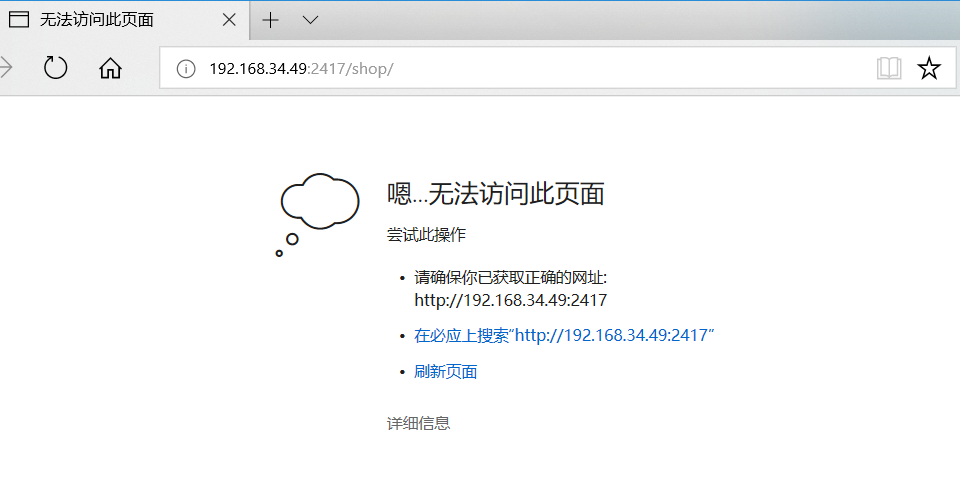 无法访问此页面
192.168.34.49:2417/shop/
嗯...无法访问此页面
尝试此操作
• 请确保你已获取正确的网址:
http://192.168.34.49:2417
• 在必应上搜索“http://192.168.34.49:2417”
• 刷新页面
详细信息